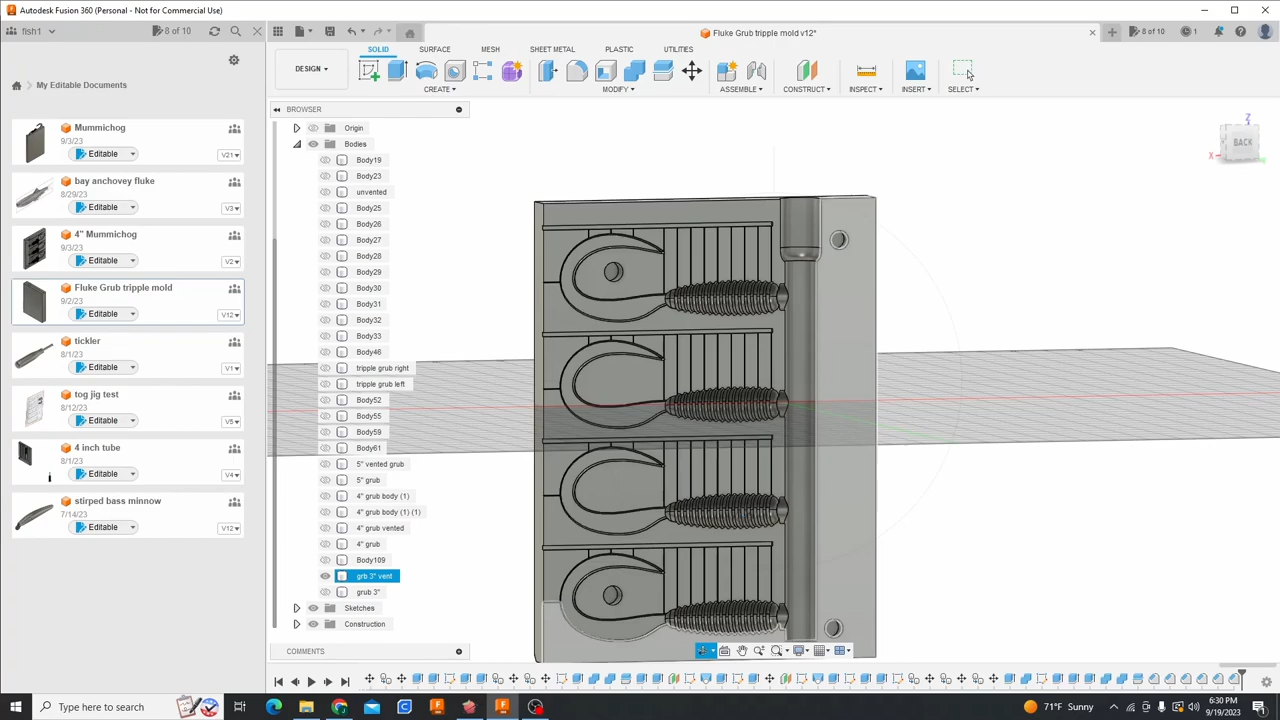 Autodesk Fusion 360 (Personal - Not for Commercial Use)
fish1
8 of 10
Fluke Grub tripple mold v12*
8 of 10
1
DESIGN
SOLID
SURFACE
MESH
SHEET METAL
PLASTIC
UTILITIES
CREATE
MODIFY
ASSEMBLE
CONSTRUCT
INSPECT
INSERT
SELECT
My Editable Documents
Mummichog
9/3/23
Editable
V21
bay anchovey fluke
8/29/23
Editable
V3
4" Mummichog
9/3/23
Editable
V2
Fluke Grub tripple mold
9/2/23
Editable
V12
tickler
8/1/23
Editable
V1
tog jig test
8/12/23
Editable
V5
4 inch tube
8/1/23
Editable
V4
stirped bass minnow
7/14/23
Editable
V12
BROWSER
Origin
Bodies
Body19
Body23
unvented
Body25
Body26
Body27
Body28
Body29
Body30
Body31
Body32
Body33
Body46
tripple grub right
tripple grub left
Body52
Body55
Body59
Body61
5" vented grub
5" grub
4" grub body (1)
4" grub body (1) (1)
4" grub vented
4" grub
Body109
grb 3" vent
grub 3"
Sketches
Construction
COMMENTS
Z
BACK
X
Type here to search
71°F Sunny
6:30 PM
9/19/2023